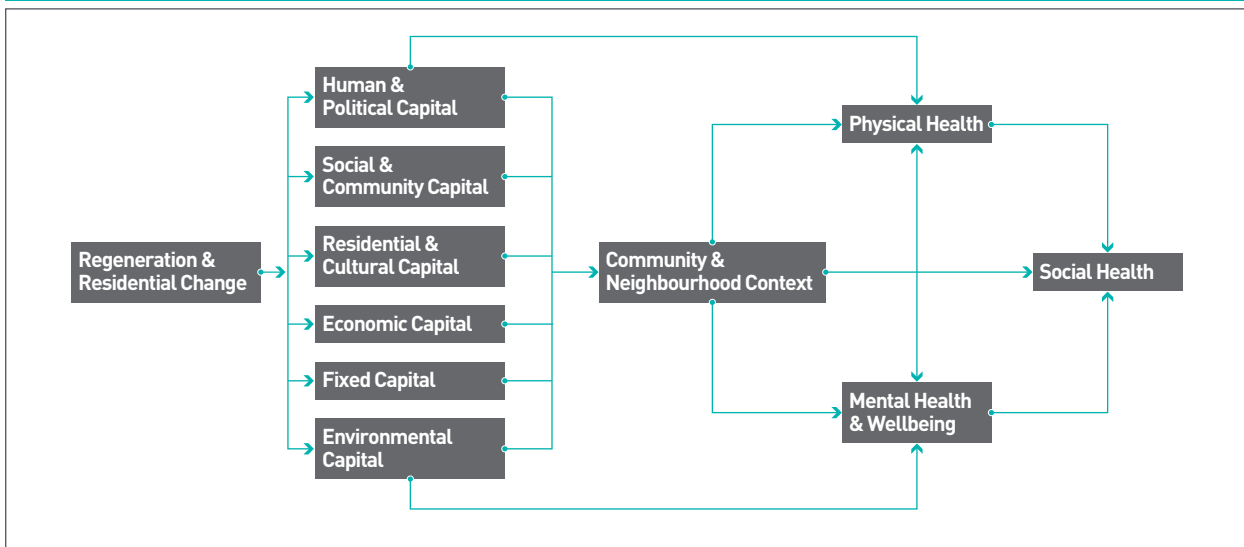 Regeneration &
Residential Change
Human &
Political Capital
Social &
Community Capital
Residential &
Cultural Capital
Economic Capital
Fixed Capital
Environmental
Capital
Community &
Neighbourhood Context
Physical Health
Mental Health
& Wellbeing
Social Health